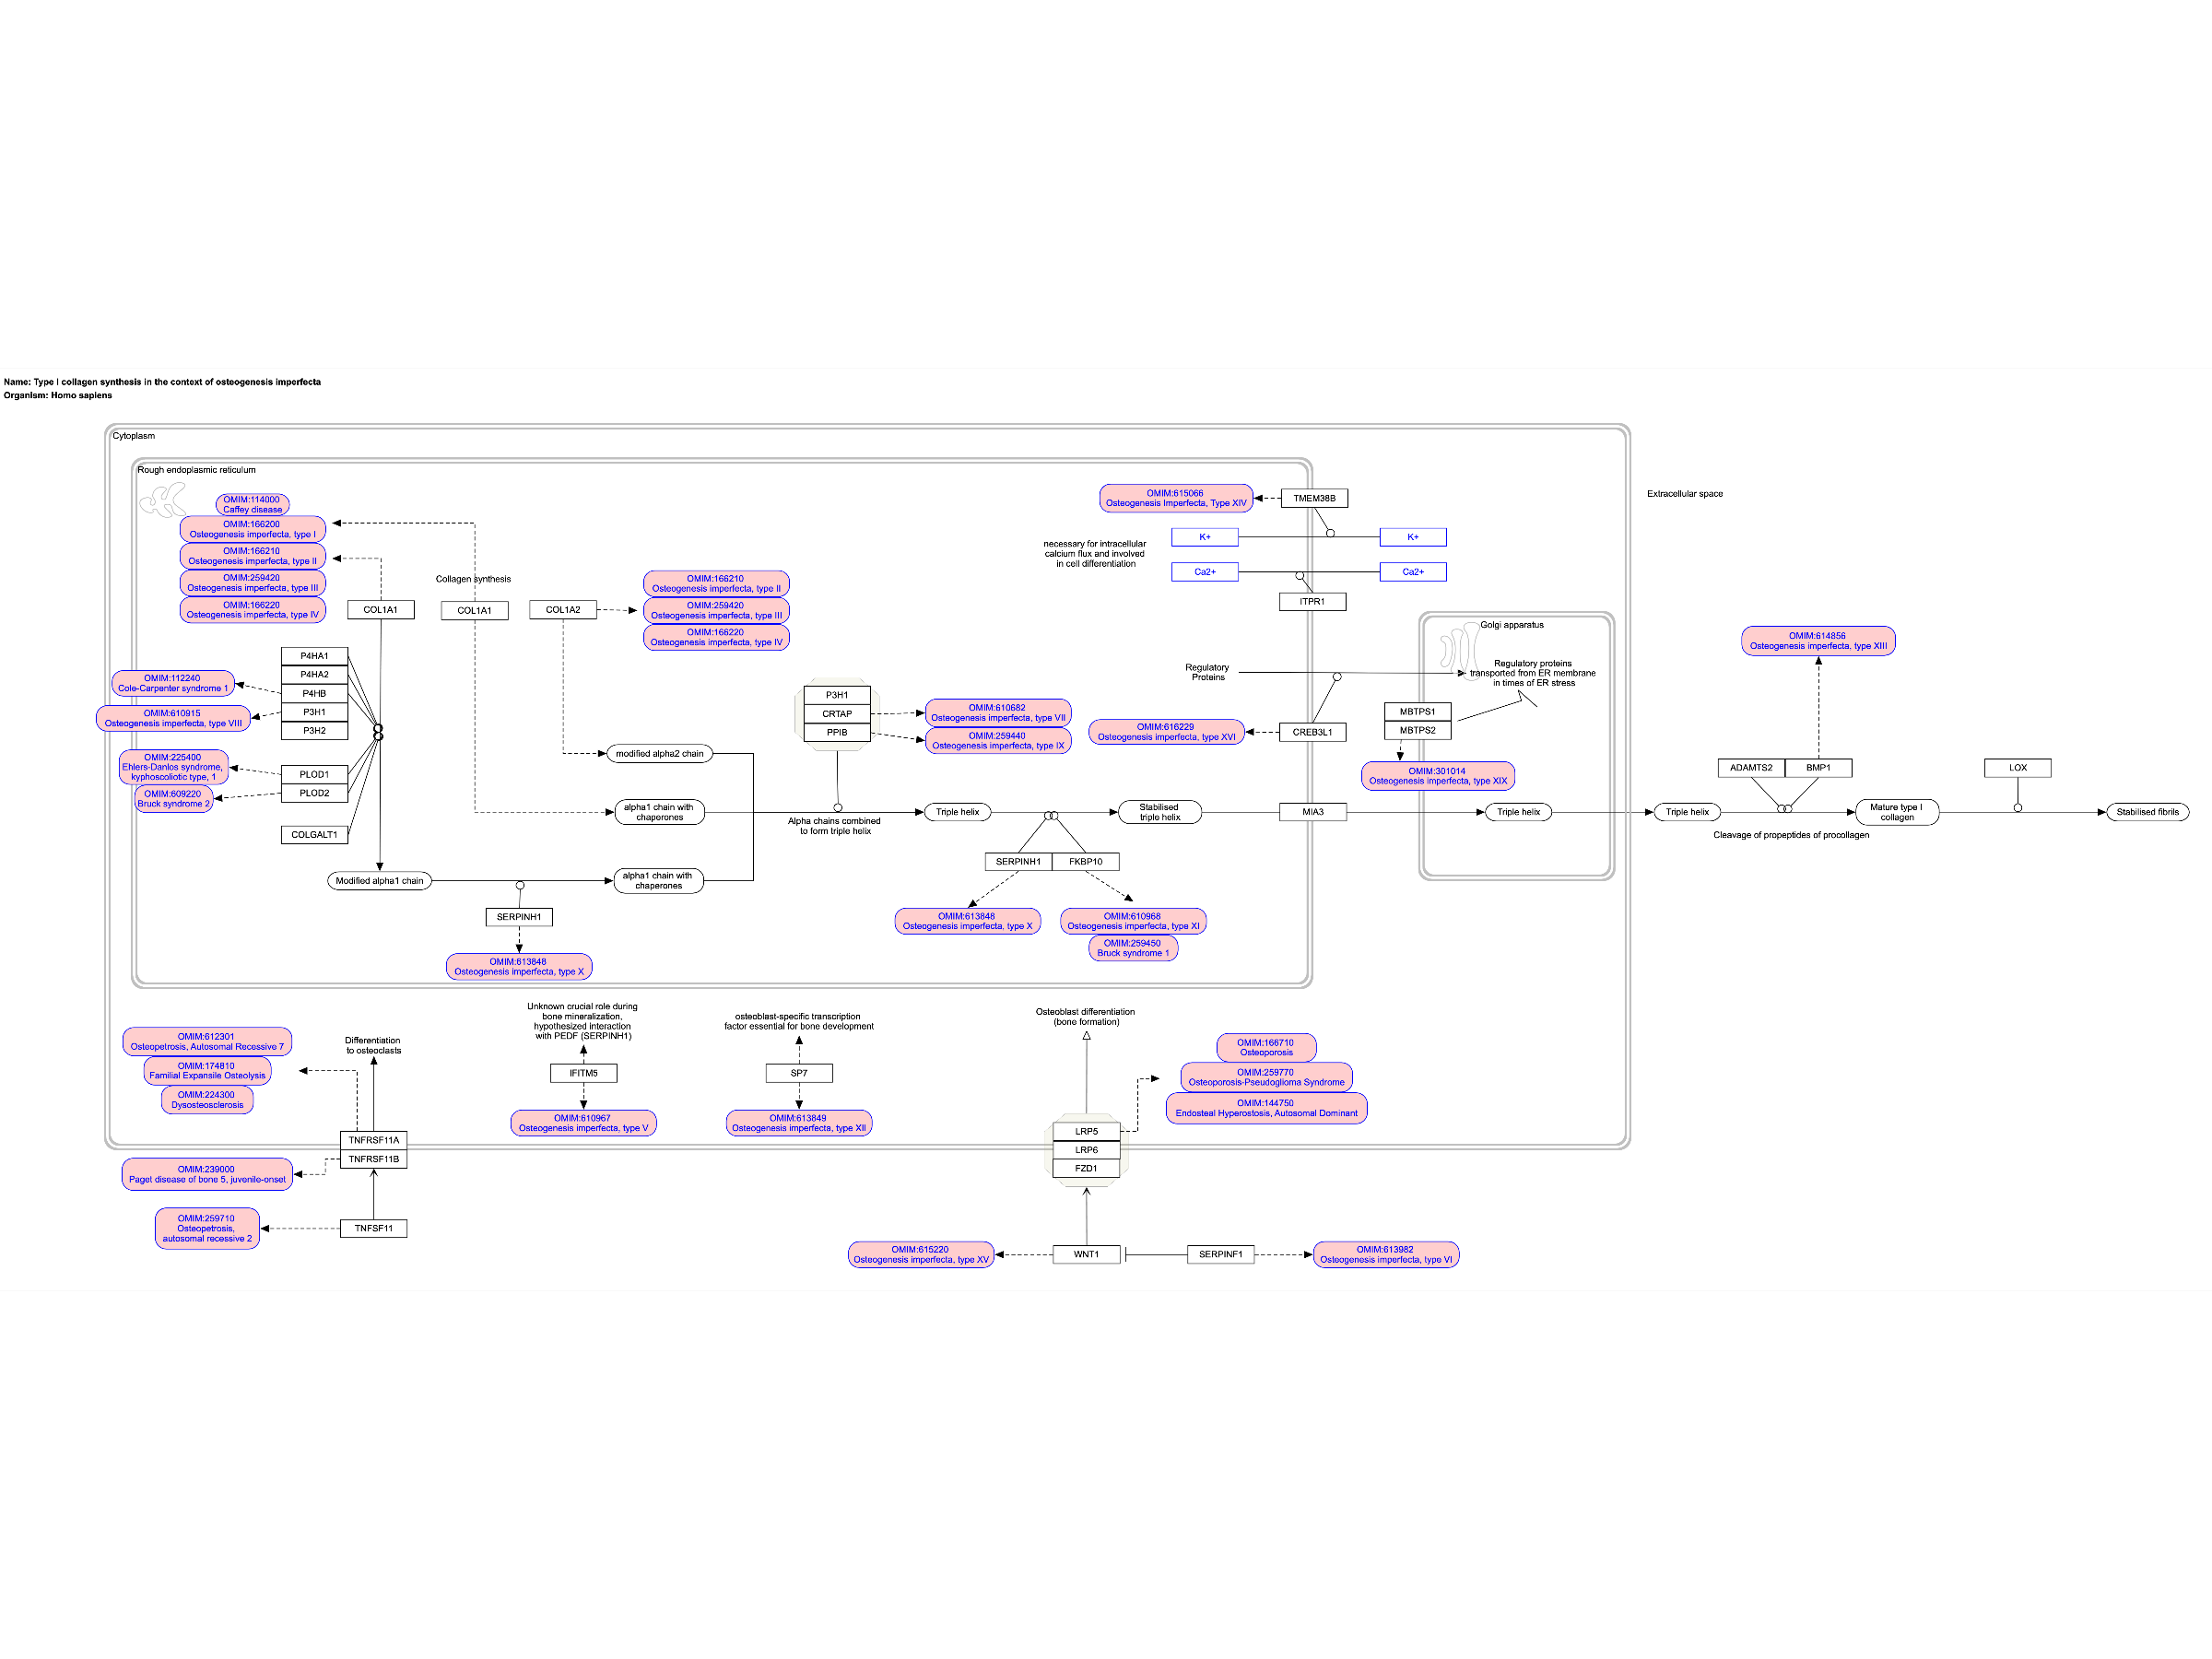 Name: Type I collagen synthesis in the context of osteogenesis imperfecta
Organism: Homo sapiens
Cytoplasm
Rough endoplasmic reticulum
Extracellular space
OMIM:114000
Caffey disease
OMIM:166200
Osteogenesis imperfecta, type I
OMIM:166210
Osteogenesis imperfecta, type II
OMIM:259420
Osteogenesis imperfecta, type III
OMIM:166220
Osteogenesis imperfecta, type IV
COL1A1
Collagen synthesis
COL1A1
COL1A2
OMIM:166210
Osteogenesis imperfecta, type II
OMIM:259420
Osteogenesis imperfecta, type III
OMIM:166220
Osteogenesis imperfecta, type IV
OMIM:615066
Osteogenesis Imperfecta, Type XIV
TMEM38B
necessary for intracellular
calcium flux and involved
in cell differentiation
K+
K+
Ca2+
Ca2+
ITPR1
Golgi apparatus
Regulatory proteins
transported from ER membrane
in times of ER stress
Regulatory
Proteins
OMIM:614856
Osteogenesis imperfecta, type XIII
P4HA1
P4HA2
P4HB
P3H1
P3H2
OMIM:112240
Cole-Carpenter syndrome 1
OMIM:610915
Osteogenesis imperfecta, type VIII
OMIM:225400
Ehlers-Danlos syndrome,
kyphoscoliotic type, 1
OMIM:609220
Bruck syndrome 2
PLOD1
PLOD2
COLGALT1
P3H1
CRTAP
PPIB
OMIM:610682
Osteogenesis imperfecta, type VII
OMIM:259440
Osteogenesis imperfecta, type IX
OMIM:616229
Osteogenesis imperfecta, type XVI
CREB3L1
MBTPS1
MBTPS2
OMIM:301014
Osteogenesis imperfecta, type XIX
ADAMTS2
BMP1
LOX
modified alpha2 chain
alpha1 chain with
chaperones
Alpha chains combined
to form triple helix
Triple helix
Stabilised
triple helix
MIA3
Triple helix
Triple helix
Cleavage of propeptides of procollagen
Mature type I
collagen
Stabilised fibrils
Modified alpha1 chain
alpha1 chain with
chaperones
SERPINH1
OMIM:613848
Osteogenesis imperfecta, type X
SERPINH1
FKBP10
OMIM:613848
Osteogenesis imperfecta, type X
OMIM:610968
Osteogenesis imperfecta, type XI
OMIM:259450
Bruck syndrome 1
OMIM:612301
Osteopetrosis, Autosomal Recessive 7
OMIM:174810
Familial Expansile Osteolysis
OMIM:224300
Dysosteosclerosis
Differentiation
to osteoclasts
Unknown crucial role during
bone mineralization,
hypothesized interaction
with PEDF (SERPINH1)
IFITM5
OMIM:610967
Osteogenesis imperfecta, type V
osteoblast-specific transcription
factor essential for bone development
SP7
OMIM:613849
Osteogenesis imperfecta, type XII
Osteoblast differentiation
(bone formation)
OMIM:166710
Osteoporosis
OMIM:259770
Osteoporosis-Pseudoglioma Syndrome
OMIM:144750
Endosteal Hyperostosis, Autosomal Dominant
TNFRSF11A
TNFRSF11B
OMIM:239000
Paget disease of bone 5, juvenile-onset
OMIM:259710
Osteopetrosis,
autosomal recessive 2
TNFSF11
LRP5
LRP6
FZD1
OMIM:615220
Osteogenesis imperfecta, type XV
WNT1
SERPINF1
OMIM:613982
Osteogenesis imperfecta, type VI